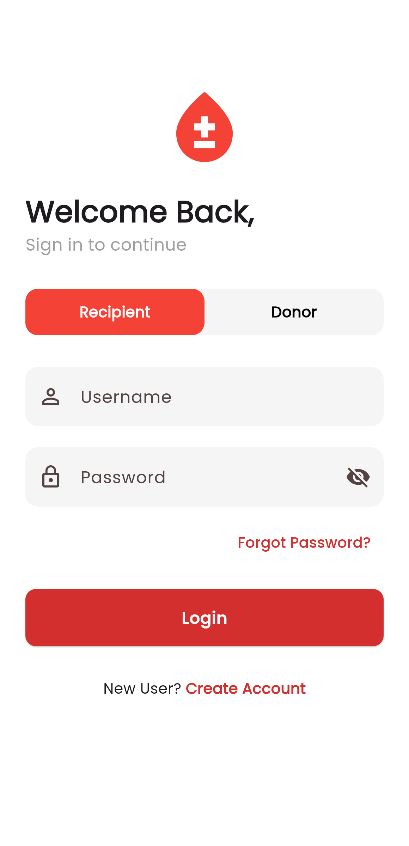 Welcome Back,
Sign in to continue
Recipient Donor
Username
Password
Forgot Password?
Login
New User? Create Account